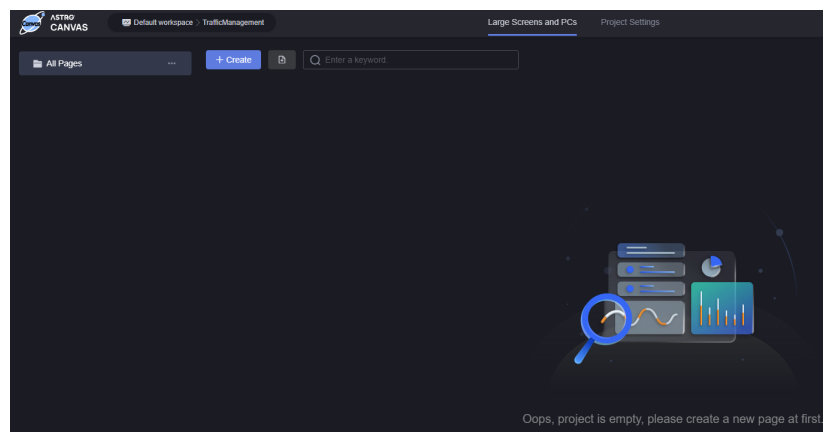 Canvas
ASTRO
CANVAS
Default workspace > TrafficManagement
Large Screens and PCs
Project Settings
All Pages
...
+ Create
Enter a keyword.
Oops, project is empty, please create a new page at first.